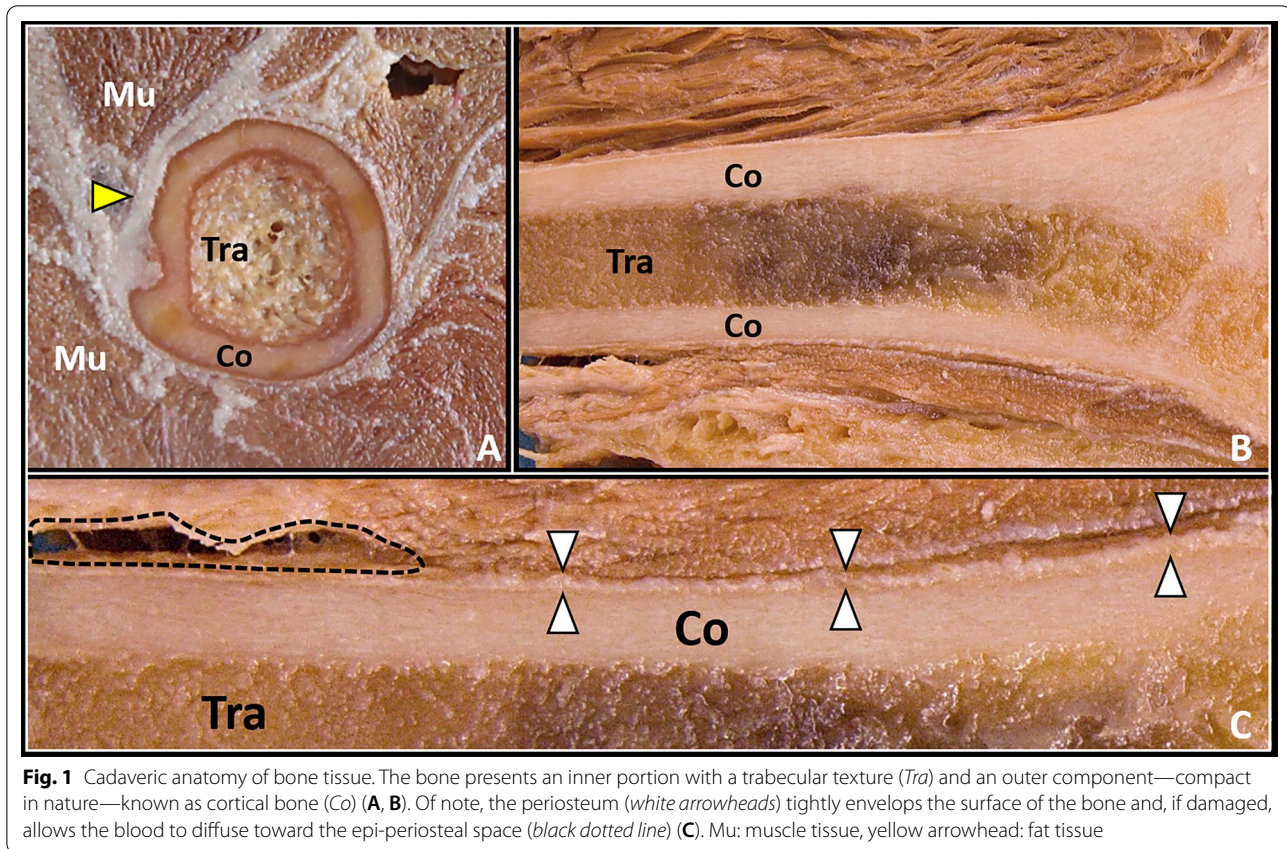 Mu
Tra
Mu
Co
A
Co
Tra
Co
B
Co
Tra
C
Fig. 1 Cadaveric anatomy of bone tissue. The bone presents an inner portion with a trabecular texture (Tra) and an outer component—compact
in nature—known as cortical bone (Co) (A, B). Of note, the periosteum (white arrowheads) tightly envelops the surface of the bone and, if damaged,
allows the blood to diffuse toward the epi-periosteal space (black dotted line) (C). Mu: muscle tissue, yellow arrowhead: fat tissue